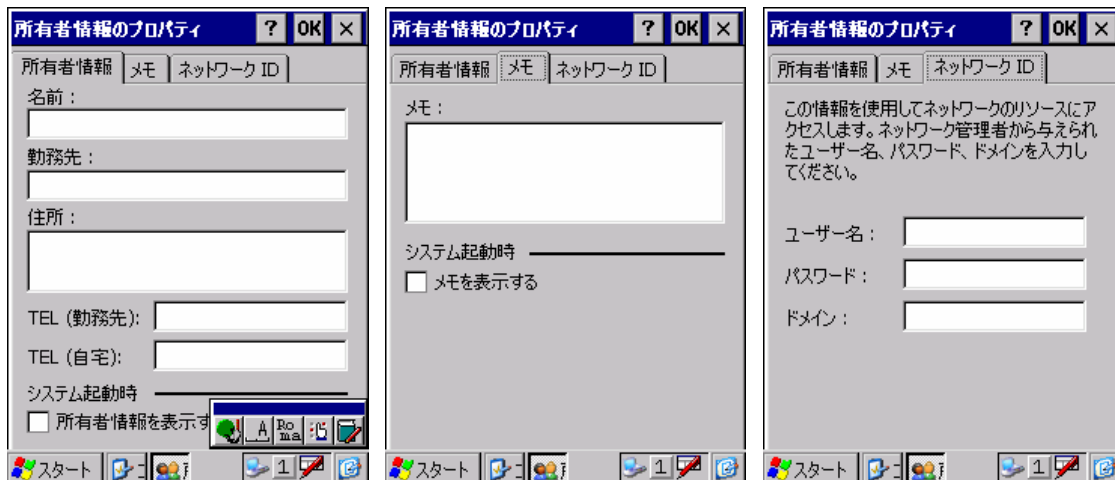 所有者情報のプロパティ ? OK ×
所有者情報 メモ ネットワーク ID
名前：
勤務先：
住所：
TEL (勤務先):
TEL (自宅):
システム起動時
所有者情報を表示す
A Ro ma
スタート コ 1
所有者情報のプロパティ ? OK ×
所有者情報 メモ ネットワーク ID
メモ：
システム起動時
メモを表示する
スタート コ 1
所有者情報のプロパティ ? OK ×
所有者情報 メモ ネットワーク ID
この情報を使用してネットワークのリソースにア
クセスします。ネットワーク管理者から与えられ
たユーザー名、パスワード、ドメインを入力し
てください。
ユーザー名：
パスワード：
ドメイン：
スタート コ 1